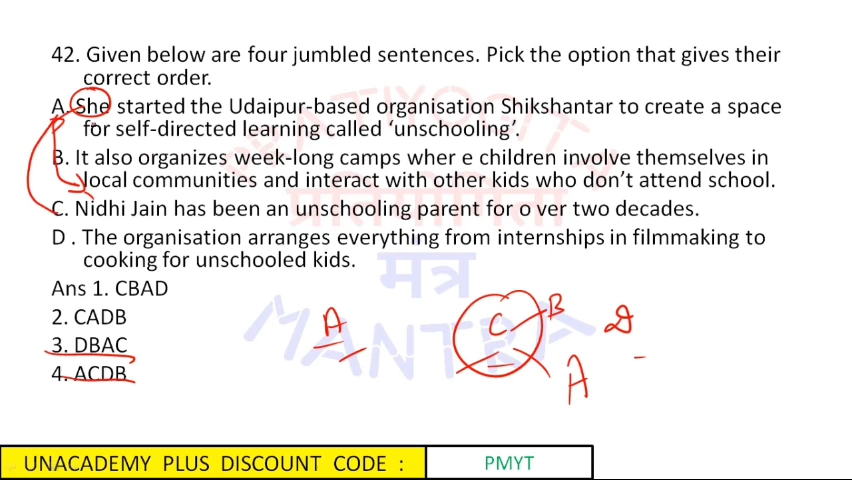 42. Given below are four jumbled sentences. Pick the option that gives their
correct order.
A. She started the Udaipur-based organisation Shikshantar to create a space
for self-directed learning called ‘unschooling’.
B. It also organizes week-long camps wher e children involve themselves in
local communities and interact with other kids who don’t attend school.
C. Nidhi Jain has been an unschooling parent for o ver two decades.
D . The organisation arranges everything from internships in filmmaking to
cooking for unschooled kids.
Ans 1. CBAD
2. CADB
3. DBAC
4. ACDB
A C B D
A
PRATIYOGITA
प्रतियोगिता
मंत्र
MANTRA
UNACADEMY PLUS DISCOUNT CODE : PMYT